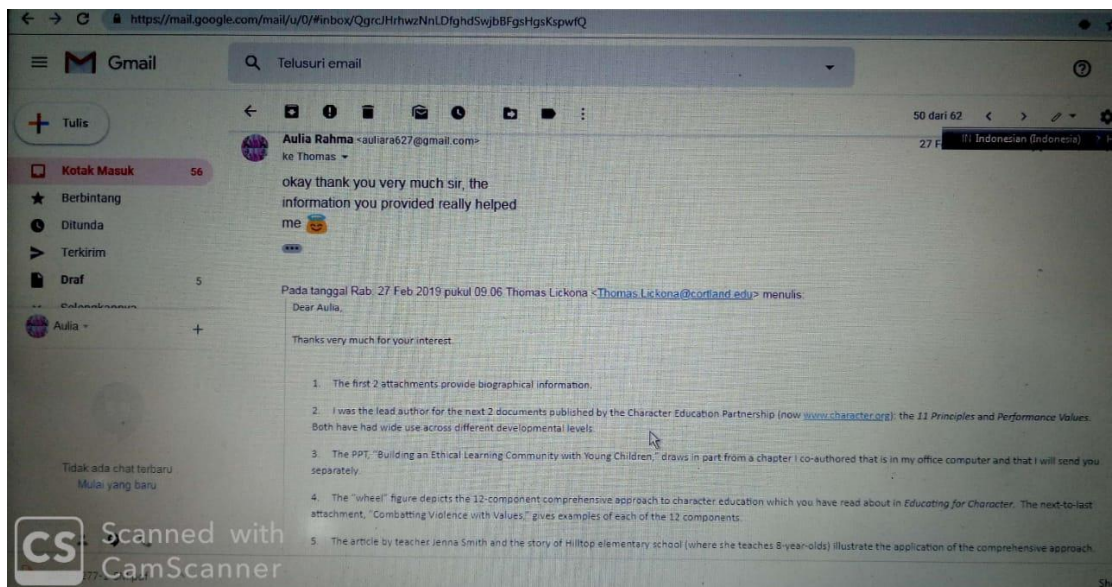 https://mail.google.com/mail/u/0/#inbox/QgrcJHrhwzNnLDfghdSwjbBFgsHgsKspwfQ
Gmail
Telusuri email
Tulis
50 dari 62
Aulia Rahma <auliara627@gmail.com>
27 F
Indonesian (Indonesia)
ke Thomas
Kotak Masuk 56
Berbintang
Ditunda
Terkirim
Draf 5
Aulia
Tidak ada chat terbaru
Mulai yang baru
okay thank you very much sir, the
information you provided really helped
me 😇
Pada tanggal Rab, 27 Feb 2019 pukul 09.06 Thomas Lickona <Thomas.Lickona@cortland.edu> menulis:
Dear Aulia,
Thanks very much for your interest.
1. The first 2 attachments provide biographical information.
2. I was the lead author for the next 2 documents published by the Character Education Partnership (now www.character.org): the 11 Principles and Performance Values.
Both have had wide use across different developmental levels.
3. The PPT, "Building an Ethical Learning Community with Young Children," draws in part from a chapter I co-authored that is in my office computer and that I will send you
separately.
4. The "wheel" figure depicts the 12-component comprehensive approach to character education which you have read about in Educating for Character. The next-to-last
attachment, "Combatting Violence with Values," gives examples of each of the 12 components.
5. The article by teacher Jenna Smith and the story of Hilltop elementary school (where she teaches 8-year-olds) illustrate the application of the comprehensive approach.
CS Scanned with
CamScanner